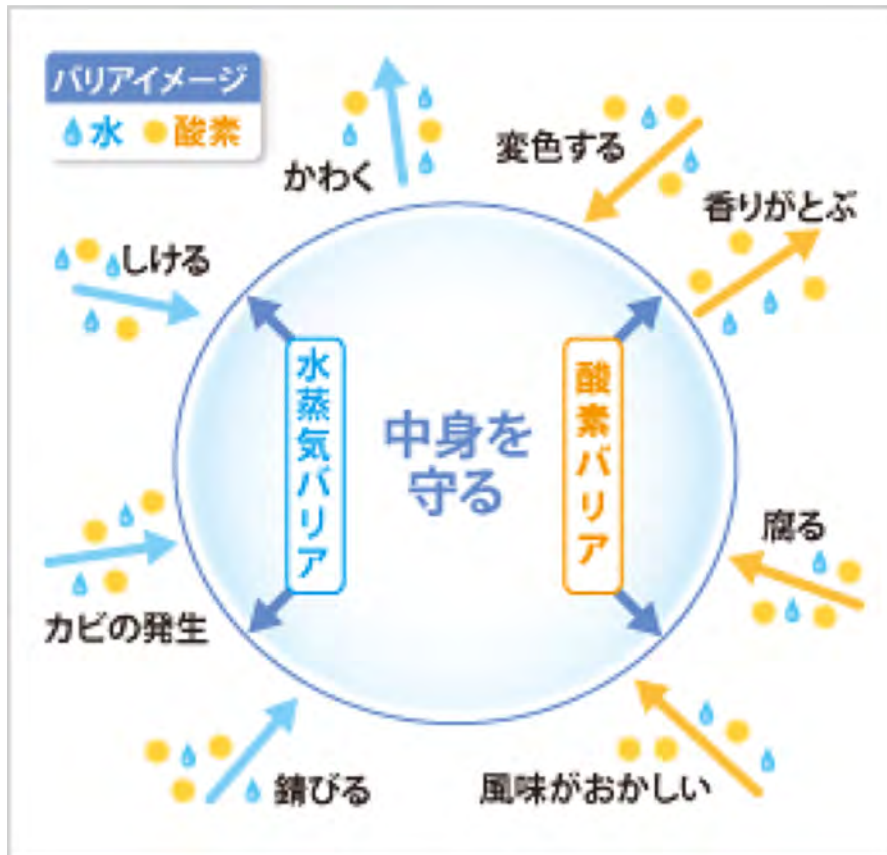 バリアイメージ
水 酸素
かわく
変色する
香りがとぶ
しける
水蒸気バリア
中身を
守る
酸素バリア
腐る
カビの発生
錆びる
風味がおかしい